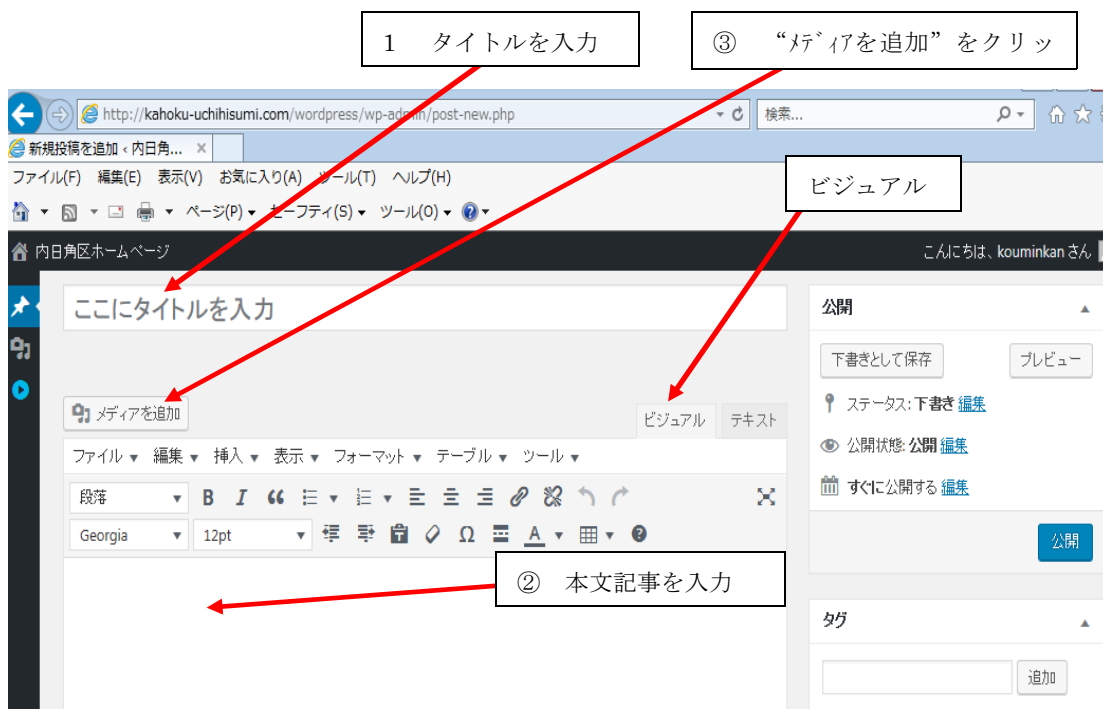 1 タイトルを入力
③ “ﾒﾃﾞｨｱを追加”をクリッ
http://kahoku-uchihisumi.com/wordpress/wp-admin/post-new.php
検索...
新規投稿を追加 ‹ 内日角...
ファイル(F) 編集(E) 表示(V) お気に入り(A) ツール(T) ヘルプ(H)
ビジュアル
ページ(P) セーフティ(S) ツール(O)
内日角区ホームページ
こんにちは、kouminkan さん
ここにタイトルを入力
公開
下書きとして保存
プレビュー
メディアを追加
ビジュアル テキスト
ステータス: 下書き 編集
公開状態: 公開 編集
すぐに公開する 編集
ファイル 編集 挿入 表示 フォーマット テーブル ツール
段落
Georgia 12pt
公開
② 本文記事を入力
タグ
追加